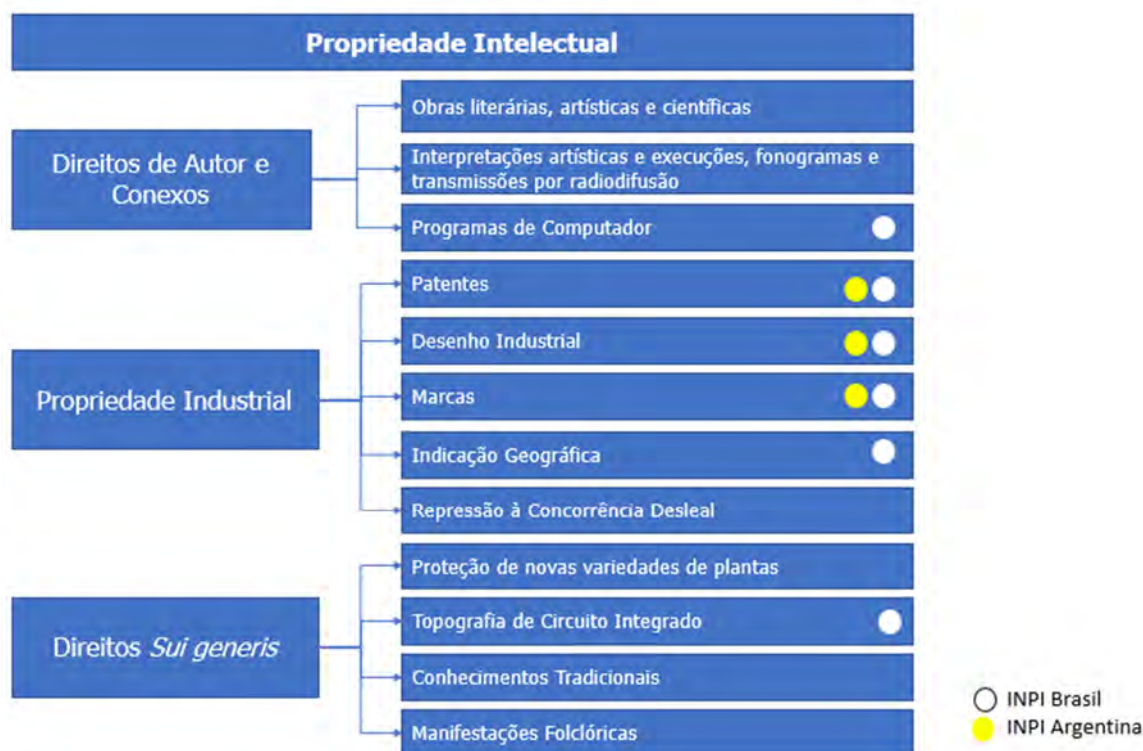 Propriedade Intelectual
Direitos de Autor e
Conexos
Obras literárias, artísticas e científicas
Interpretações artísticas e execuções, fonogramas e
transmissões por radiodifusão
Programas de Computador
Propriedade Industrial
Patentes
Desenho Industrial
Marcas
Indicação Geográfica
Repressão à Concorrência Desleal
Direitos Sui generis
Proteção de novas variedades de plantas
Topografia de Circuito Integrado
Conhecimentos Tradicionais
Manifestações Folclóricas
INPI Brasil
INPI Argentina